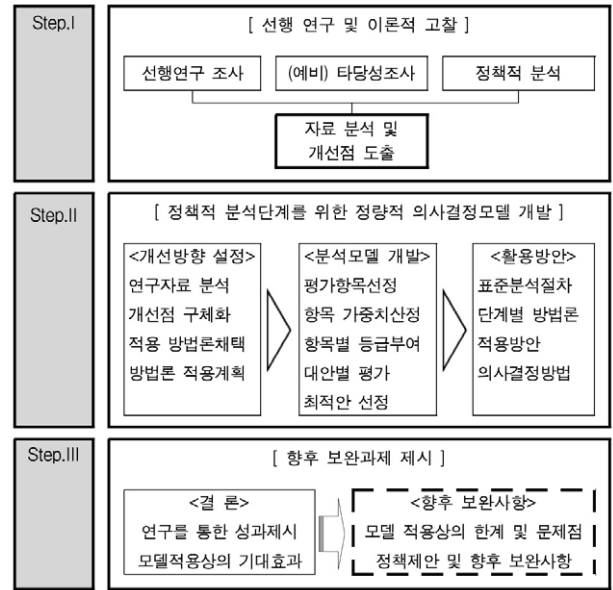 Step.I
[ 선행 연구 및 이론적 고찰 ]
선행연구 조사
(예비) 타당성조사
정책적 분석
자료 분석 및
개선점 도출
Step.II
[ 정책적 분석단계를 위한 정량적 의사결정모델 개발 ]
<개선방향 설정>
연구자료 분석
개선점 구체화
적용 방법론채택
방법론 적용계획
<분석모델 개발>
평가항목선정
항목 가중치산정
항목별 등급부여
대안별 평가
최적안 선정
<활용방안>
표준분석절차
단계별 방법론
적용방안
의사결정방법
Step.III
[ 향후 보완과제 제시 ]
<결 론>
연구를 통한 성과제시
모델적용상의 기대효과
<향후 보완사항>
모델 적용상의 한계 및 문제점
정책제안 및 향후 보완사항